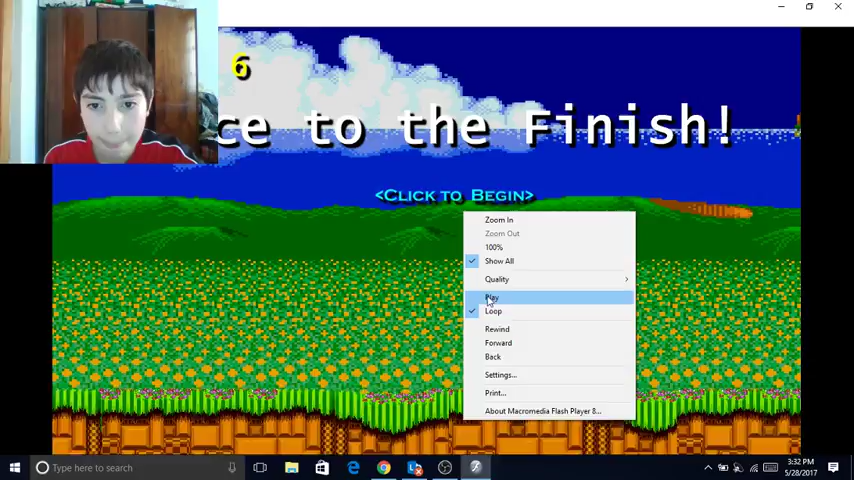 6
ce to the Finish!
<Click to Begin>
Zoom In
Zoom Out
100%
Show All
Quality
Play
Loop
Rewind
Forward
Back
Settings...
Print...
About Macromedia Flash Player 8...
Type here to search
3:32 PM
5/28/2017